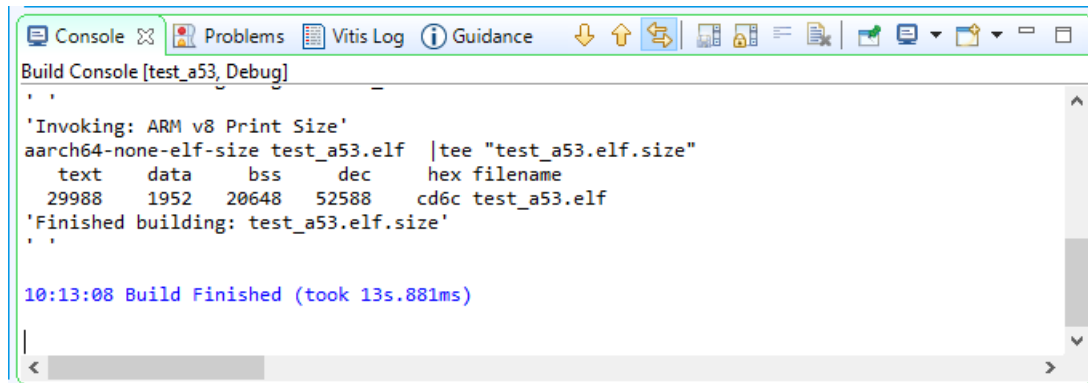 Console Problems Vitis Log Guidance
Build Console [test_a53, Debug]
' '
'Invoking: ARM v8 Print Size'
aarch64-none-elf-size test_a53.elf  |tee "test_a53.elf.size"
   text    data     bss     dec     hex filename
  29988    1952   20648   52588    cd6c test_a53.elf
'Finished building: test_a53.elf.size'
' '
10:13:08 Build Finished (took 13s.881ms)